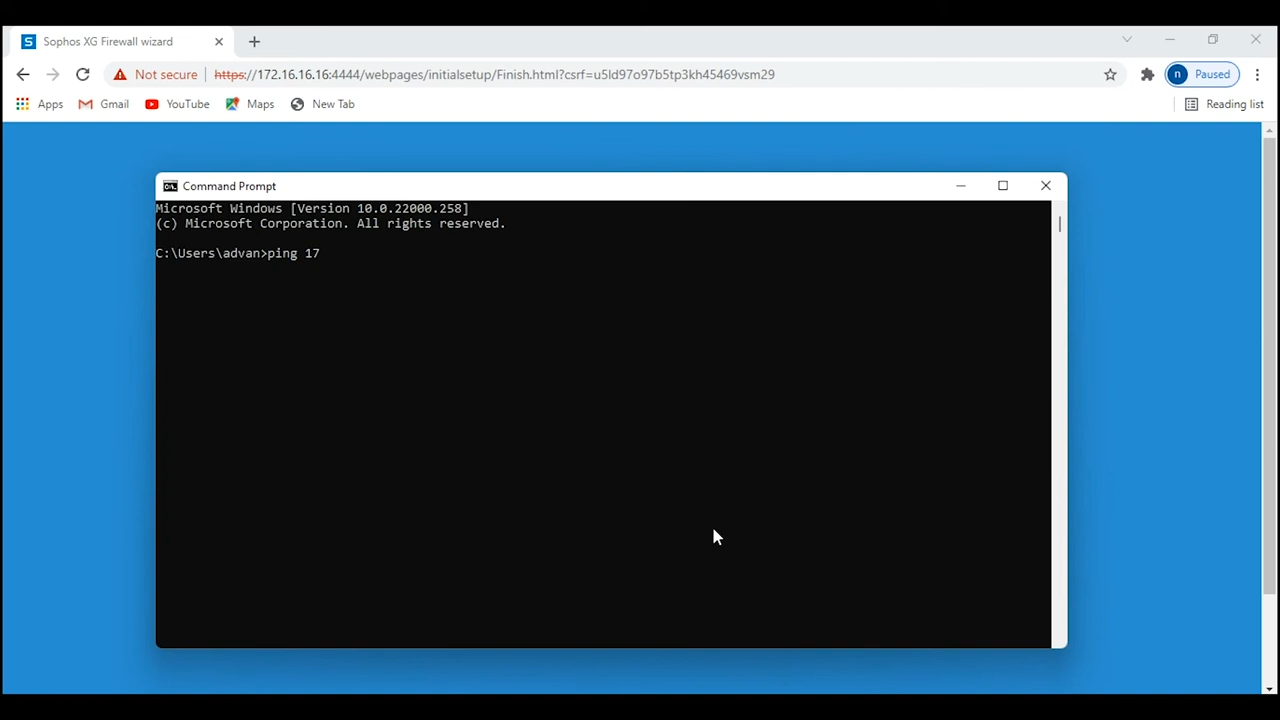 Sophos XG Firewall wizard
Not secure https://172.16.16.16:4444/webpages/initialsetup/Finish.html?csrf=u5ld97o97b5tp3kh45469vsm29
n Paused
Apps Gmail YouTube Maps New Tab Reading list
Command Prompt
Microsoft Windows [Version 10.0.22000.258]
(c) Microsoft Corporation. All rights reserved.
C:\Users\advan>ping 17